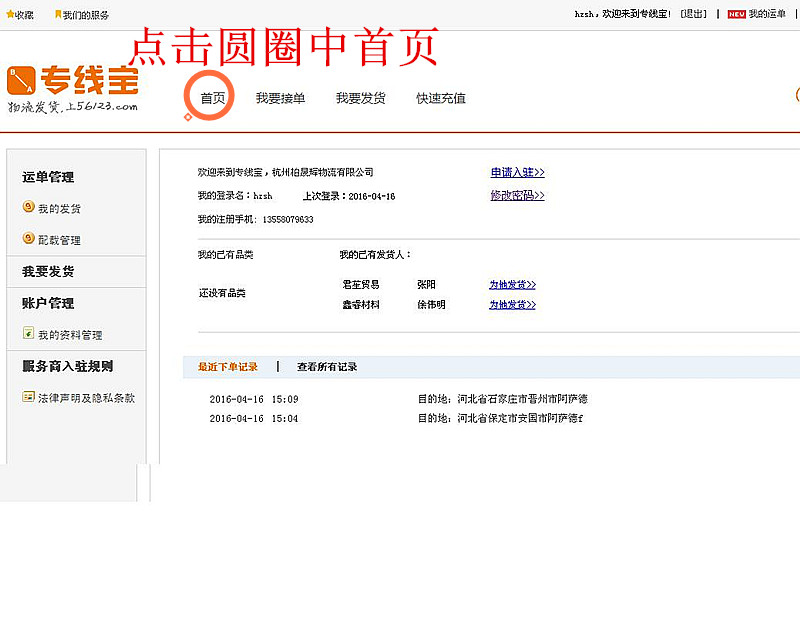 收藏 我们的服务 hzsh，欢迎来到专线宝! [退出] | NEW 我的运单 |
点击圆圈中首页
专线宝
物流发货,上56123.com
首页 我要接单 我要发货 快速充值
运单管理
我的发货
配载管理
我要发货
账户管理
我的资料管理
服务商入驻规则
法律声明及隐私条款
欢迎来到专线宝，杭州柏晟辉物流有限公司 申请入驻>>
我的登录名：hzsh 上次登录：2016-04-16 修改密码>>
我的注册手机: 13558079633
我的已有品类 我的已有发货人：
还没有品类
君笙贸易 张阳 为他发货>>
鑫睿材料 徐伟明 为他发货>>
最近下单记录 | 查看所有记录
2016-04-16 15:09 目的地: 河北省石家庄市晋州市阿萨德
2016-04-16 15:04 目的地: 河北省保定市安国市阿萨德f